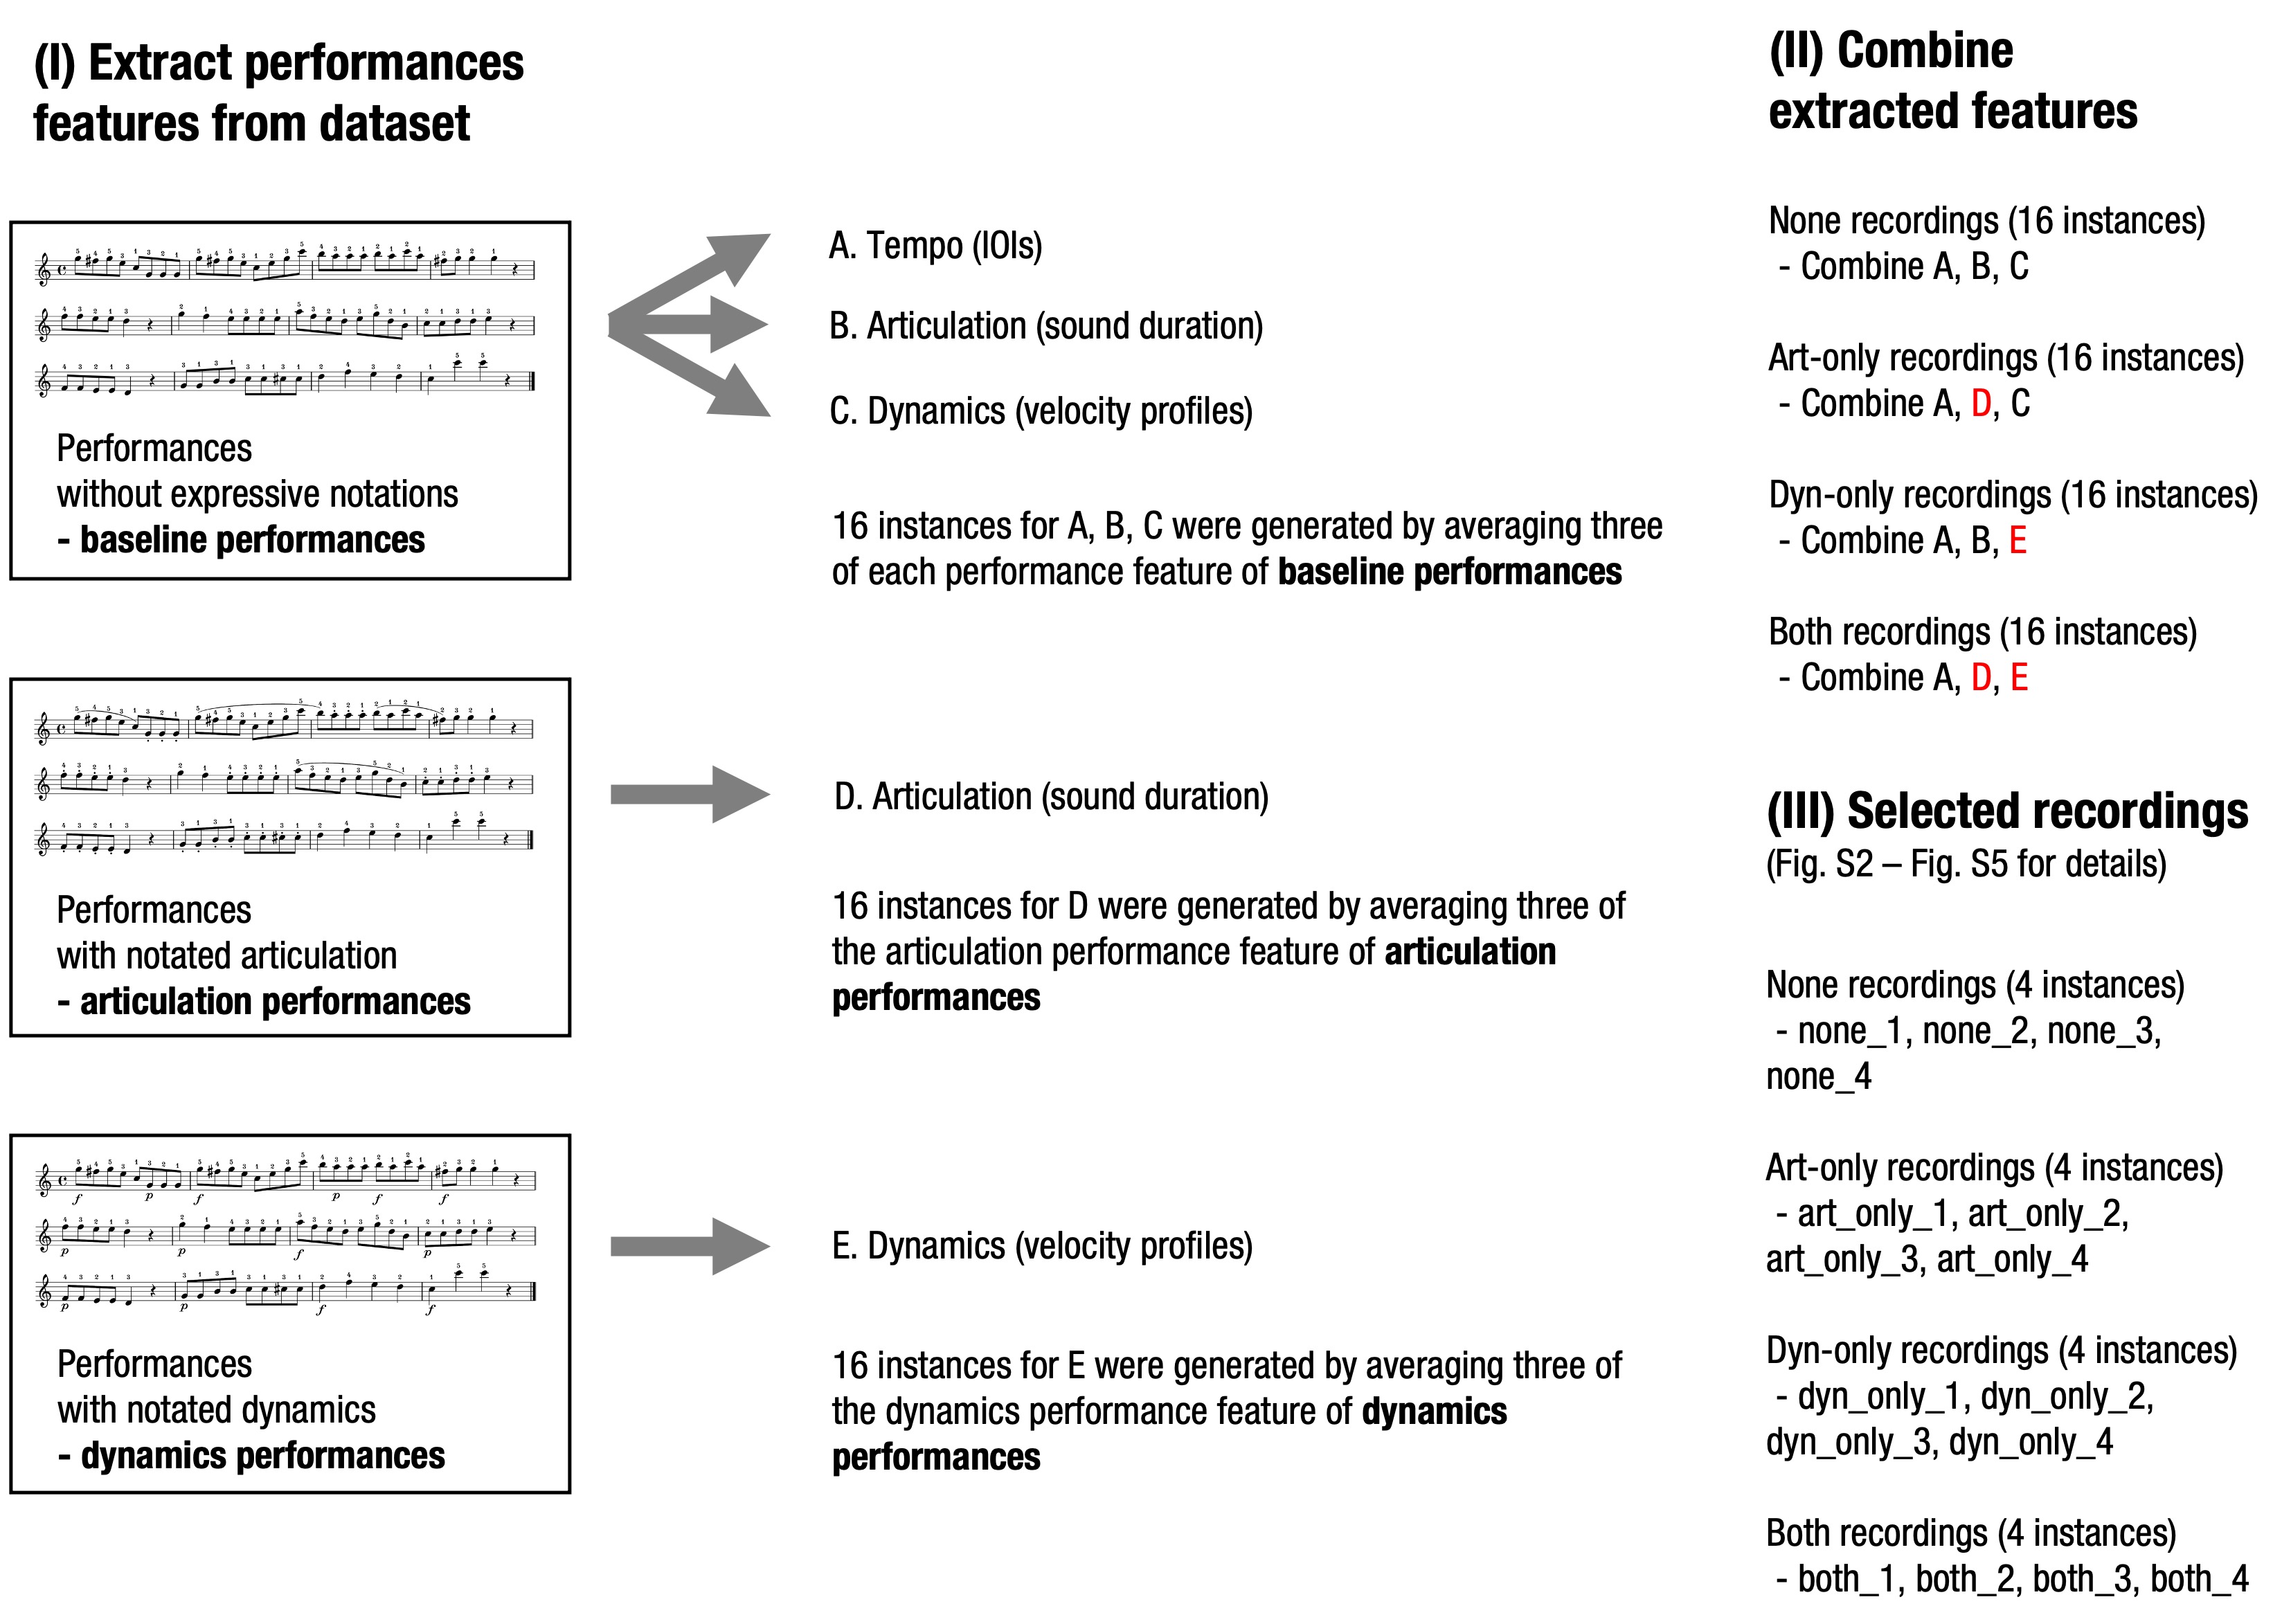 (I) Extract performances
features from dataset
Performances
without expressive notations
- baseline performances
A. Tempo (IOIs)
B. Articulation (sound duration)
C. Dynamics (velocity profiles)
16 instances for A, B, C were generated by averaging three
of each performance feature of baseline performances
Performances
with notated articulation
- articulation performances
D. Articulation (sound duration)
16 instances for D were generated by averaging three of
the articulation performance feature of articulation
performances
Performances
with notated dynamics
- dynamics performances
E. Dynamics (velocity profiles)
16 instances for E were generated by averaging three of
the dynamics performance feature of dynamics
performances
(II) Combine
extracted features
None recordings (16 instances)
- Combine A, B, C
Art-only recordings (16 instances)
- Combine A, D, C
Dyn-only recordings (16 instances)
- Combine A, B, E
Both recordings (16 instances)
- Combine A, D, E
(III) Selected recordings
(Fig. S2 – Fig. S5 for details)
None recordings (4 instances)
- none_1, none_2, none_3,
none_4
Art-only recordings (4 instances)
- art_only_1, art_only_2,
art_only_3, art_only_4
Dyn-only recordings (4 instances)
- dyn_only_1, dyn_only_2,
dyn_only_3, dyn_only_4
Both recordings (4 instances)
- both_1, both_2, both_3, both_4